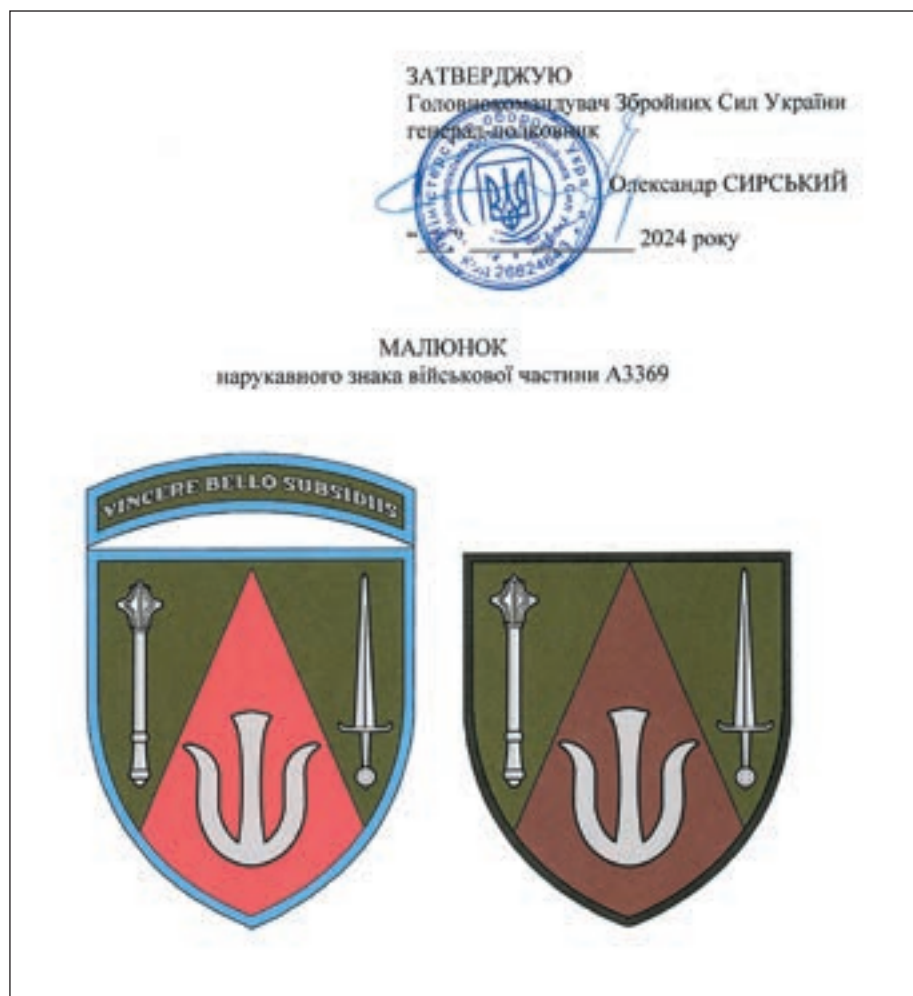 ЗАТВЕРДЖУЮ
Головнокомандувач Збройних Сил України
генерал-полковник
Олександр СИРСЬКИЙ
2024 року
МАЛЮНОК
нарукавного знака військової частини А3369
VINCERE BELLO SUBSIDIIS